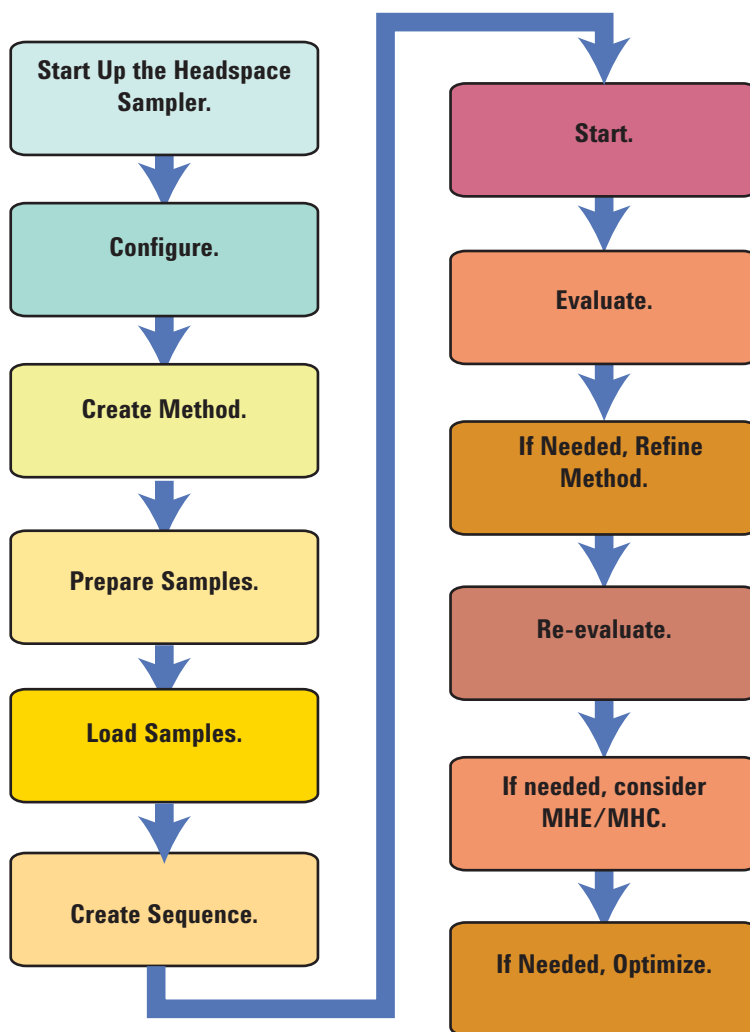 Start Up the Headspace
Sampler.
Configure.
Create Method.
Prepare Samples.
Load Samples.
Create Sequence.
Start.
Evaluate.
If Needed, Refine
Method.
Re-evaluate.
If needed, consider
MHE/MHC.
If Needed, Optimize.